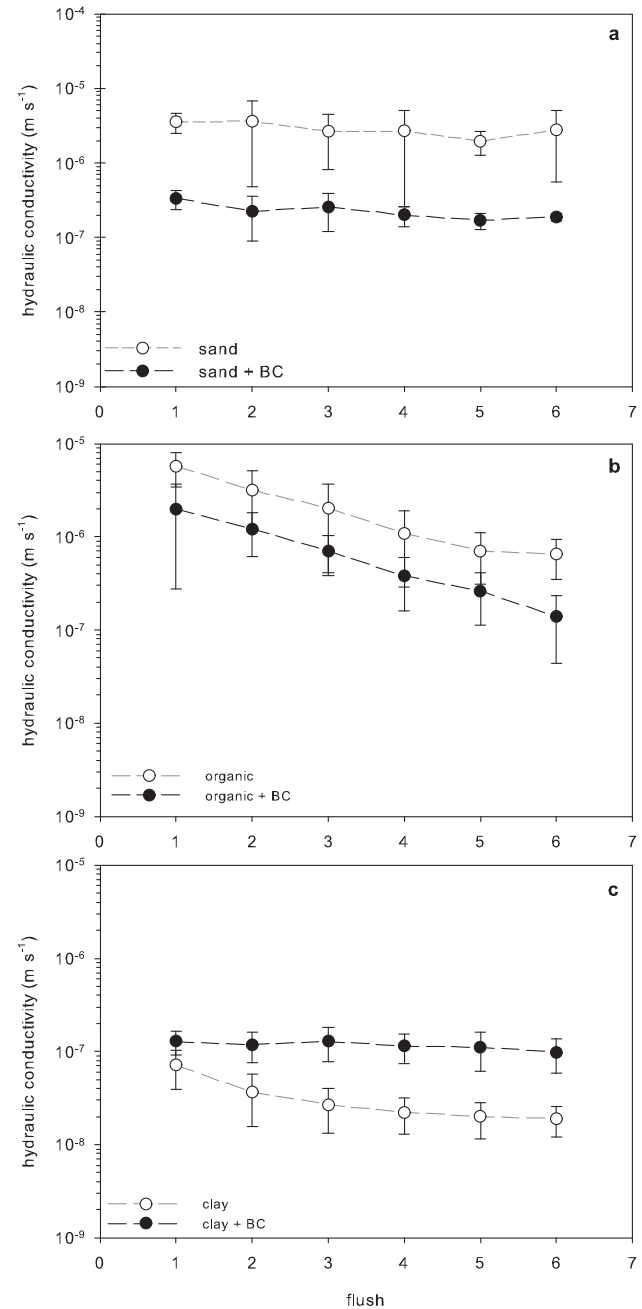 a
hydraulic conductivity (m s⁻¹)
10⁻⁴
10⁻⁵
10⁻⁶
10⁻⁷
10⁻⁸
10⁻⁹
sand
sand + BC
0 1 2 3 4 5 6 7
b
hydraulic conductivity (m s⁻¹)
10⁻⁵
10⁻⁶
10⁻⁷
10⁻⁸
10⁻⁹
organic
organic + BC
0 1 2 3 4 5 6 7
c
hydraulic conductivity (m s⁻¹)
10⁻⁵
10⁻⁶
10⁻⁷
10⁻⁸
10⁻⁹
clay
clay + BC
0 1 2 3 4 5 6 7
flush